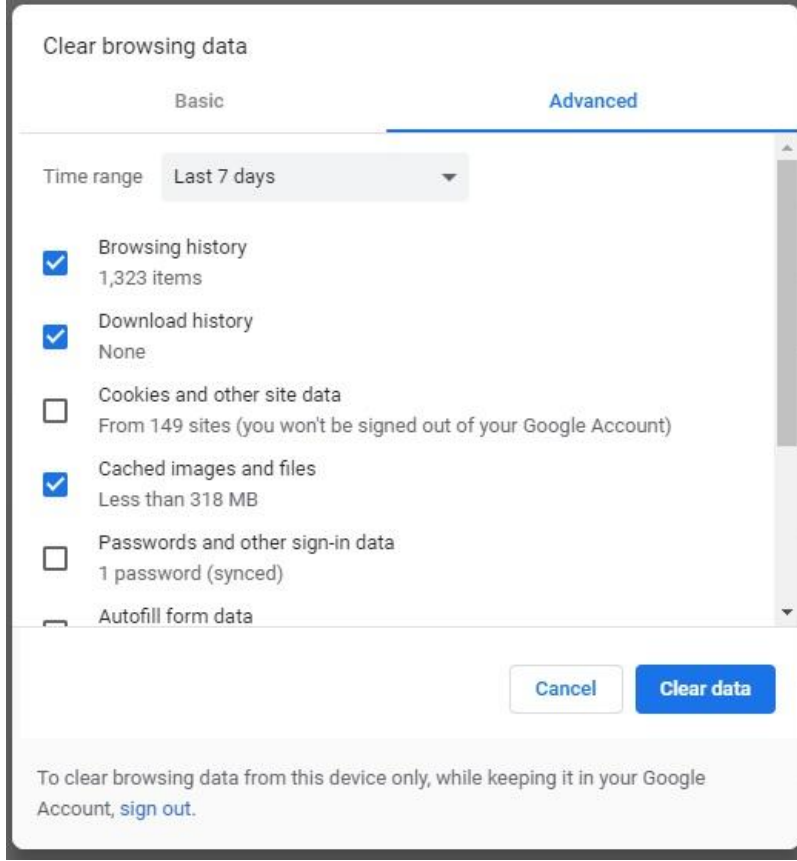 Clear browsing data
Basic
Advanced
Time range
Last 7 days
Browsing history
1,323 items
Download history
None
Cookies and other site data
From 149 sites (you won't be signed out of your Google Account)
Cached images and files
Less than 318 MB
Passwords and other sign-in data
1 password (synced)
Autofill form data
Cancel
Clear data
To clear browsing data from this device only, while keeping it in your Google
Account, sign out.